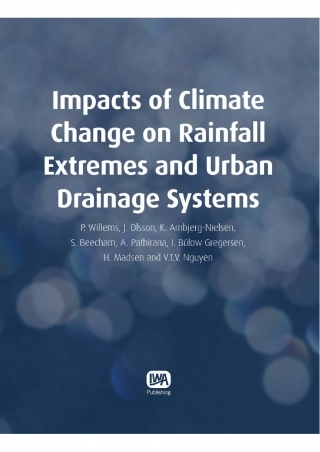 Impacts of Climate
Change on Rainfall
Extremes and Urban
Drainage Systems
P. Willems, J. Olsson, K. Arnbjerg-Nielsen,
S. Beecham, A. Pathirana, I. Bülow Gregersen,
H. Madsen and V.T.V. Nguyen
IWA
Publishing